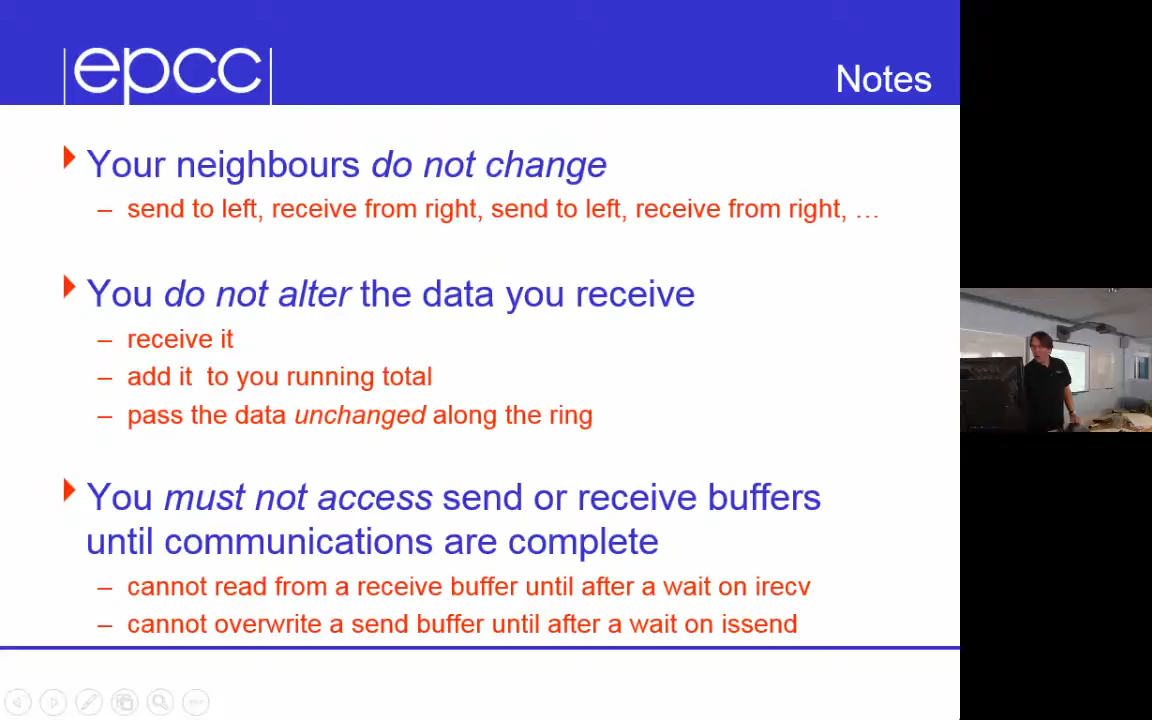 epcc
Notes
Your neighbours do not change
– send to left, receive from right, send to left, receive from right, …
You do not alter the data you receive
– receive it
– add it to you running total
– pass the data unchanged along the ring
You must not access send or receive buffers
until communications are complete
– cannot read from a receive buffer until after a wait on irecv
– cannot overwrite a send buffer until after a wait on issend